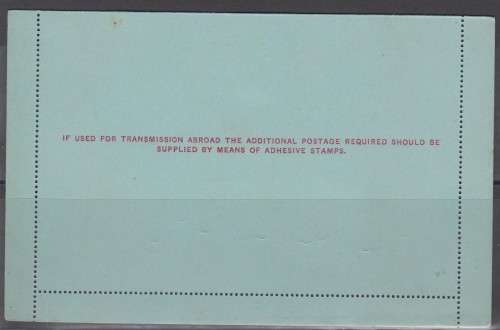 IF USED FOR TRANSMISSION ABROAD THE ADDITIONAL POSTAGE REQUIRED SHOULD BE
SUPPLIED BY MEANS OF ADHESIVE STAMPS.